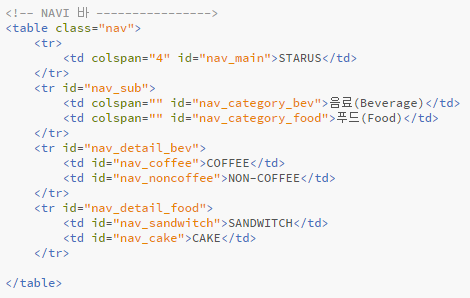 <!-- NAVI 바 ---------------->
<table class="nav">
    <tr>
        <td colspan="4" id="nav_main">STARUS</td>
    </tr>
    <tr id="nav_sub">
        <td colspan="" id="nav_category_bev">음료(Beverage)</td>
        <td colspan="" id="nav_category_food">푸드(Food)</td>
    </tr>
    <tr id="nav_detail_bev">
        <td id="nav_coffee">COFFEE</td>
        <td id="nav_noncoffee">NON-COFFEE</td>
    </tr>
    <tr id="nav_detail_food">
        <td id="nav_sandwitch">SANDWITCH</td>
        <td id="nav_cake">CAKE</td>
    </tr>

</table>